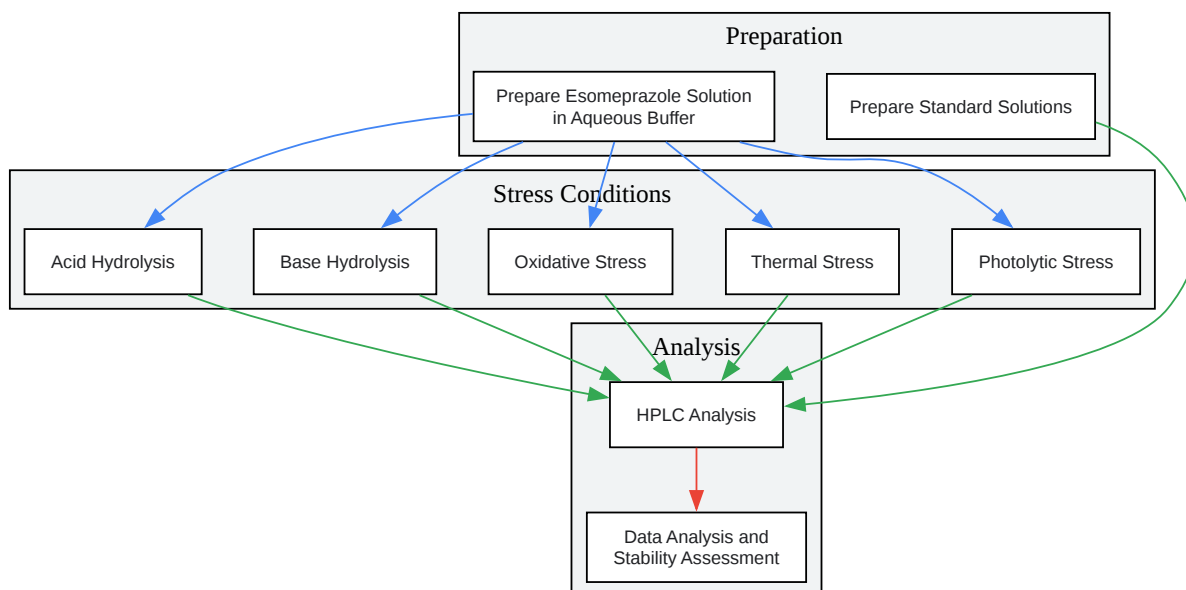 Preparation
Prepare Esomeprazole Solution
in Aqueous Buffer
Prepare Standard Solutions
Stress Conditions
Acid Hydrolysis
Base Hydrolysis
Oxidative Stress
Thermal Stress
Photolytic Stress
Analysis
HPLC Analysis
Data Analysis and
Stability Assessment